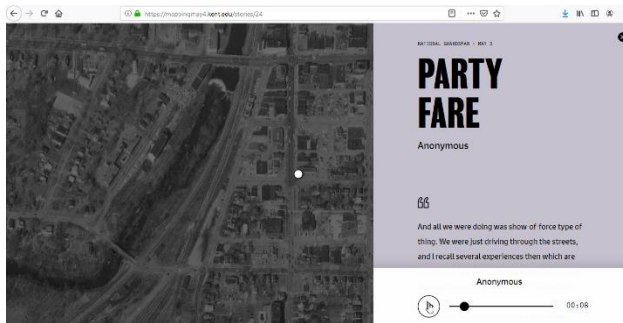 https://mappingmay4.kent.edu/stories/24
NATIONAL GUARDSMAN • MAY 3
PARTY
FARE
Anonymous
And all we were doing was show of force type of
thing. We were just driving through the streets,
and I recall several experiences then which are
Anonymous
00:08